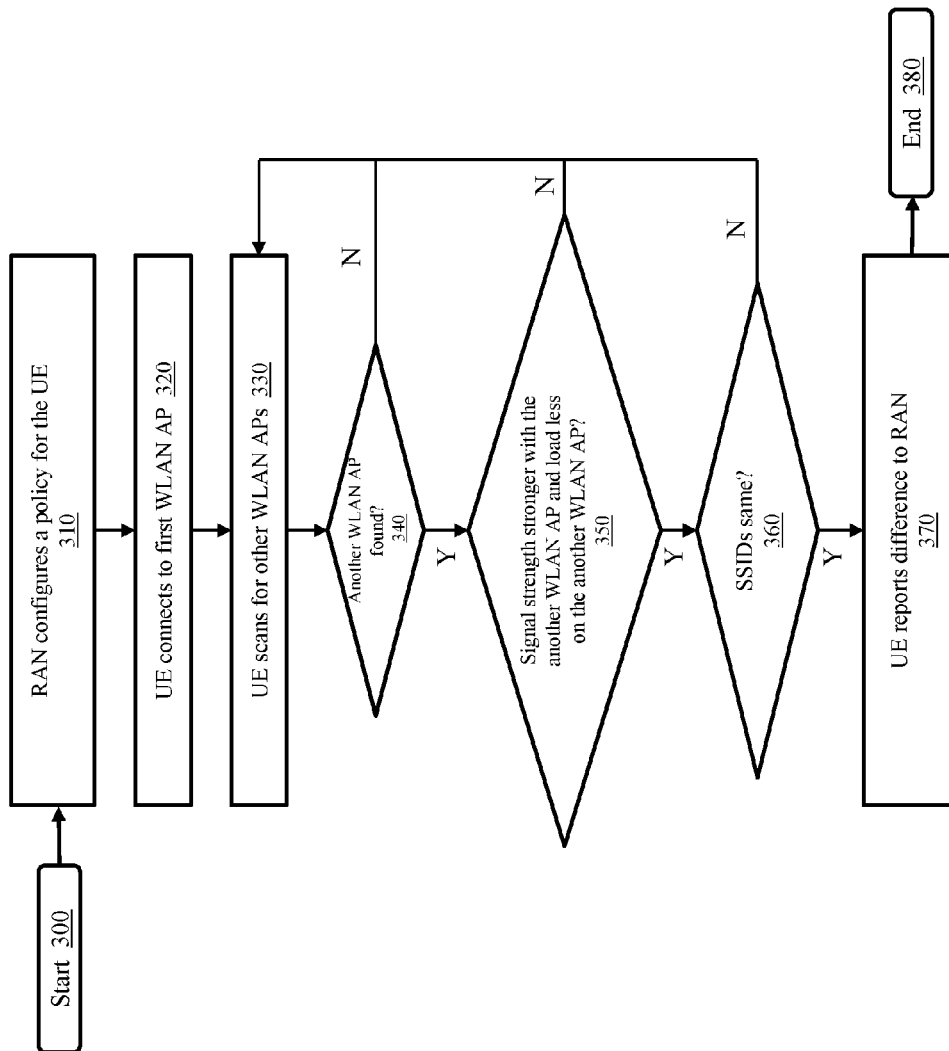 Start 300
RAN configures a policy for the UE
310
UE connects to first WLAN AP 320
UE scans for other WLAN APs 330
Another WLAN AP
found?
340
N
Y
Signal strength stronger with the
another WLAN AP and load less
on the another WLAN AP?
350
N
Y
SSIDs same?
360
N
Y
UE reports difference to RAN
370
End 380